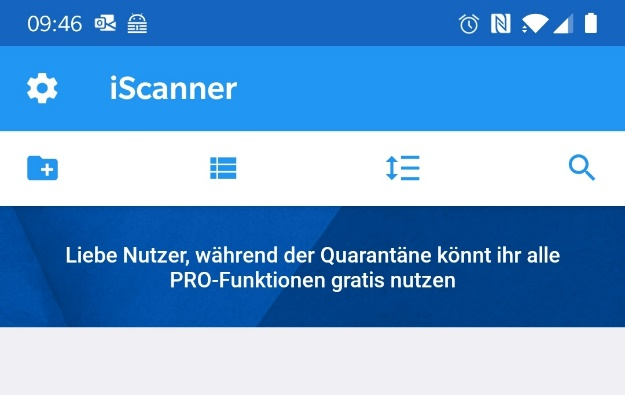 09:46
iScanner
Liebe Nutzer, während der Quarantäne könnt ihr alle
PRO-Funktionen gratis nutzen